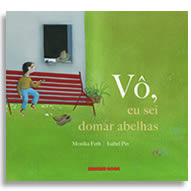 Vô,
eu sei
domar abelhas
Monika Feth | Isabel Pin